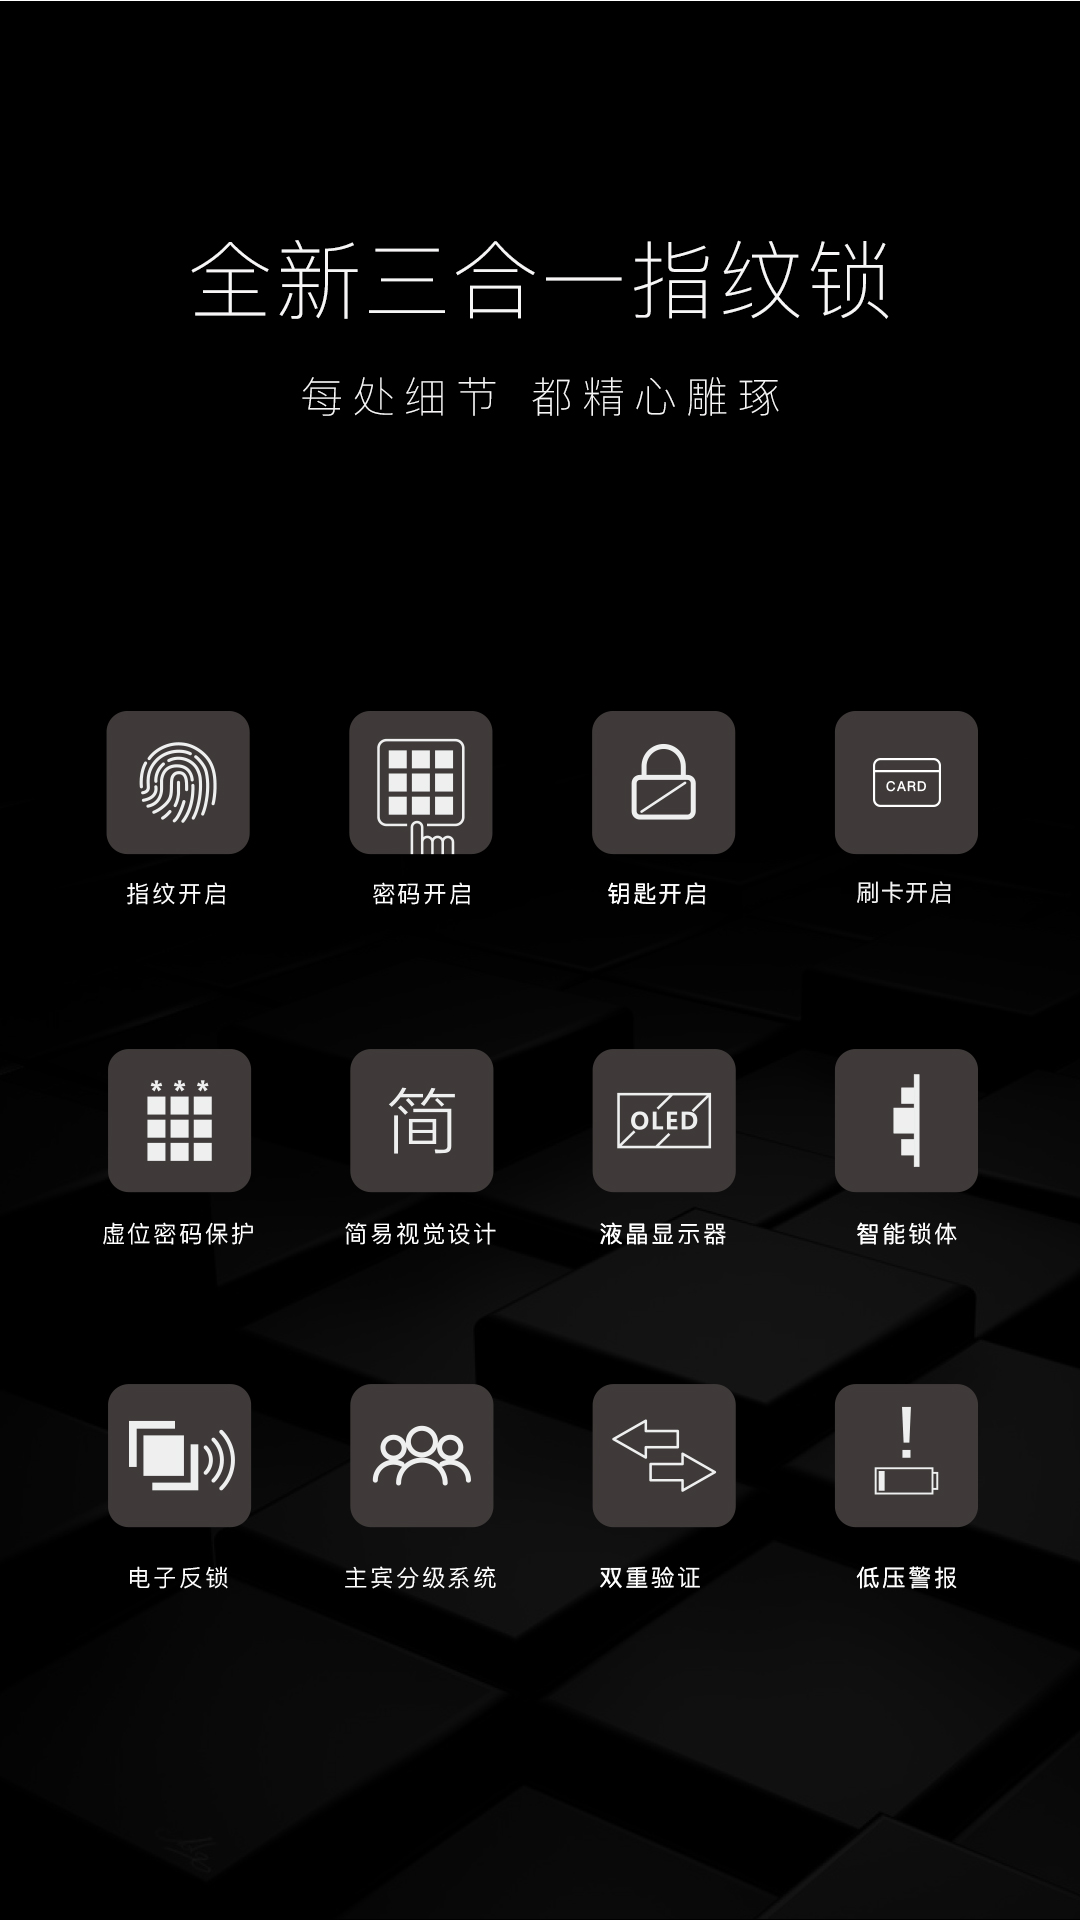 全新三合一指纹锁
每处细节 都精心雕琢
CARD
指纹开启 密码开启 钥匙开启 刷卡开启
***
简
OLED
虚位密码保护 简易视觉设计 液晶显示器 智能锁体
!
电子反锁 主宾分级系统 双重验证 低压警报